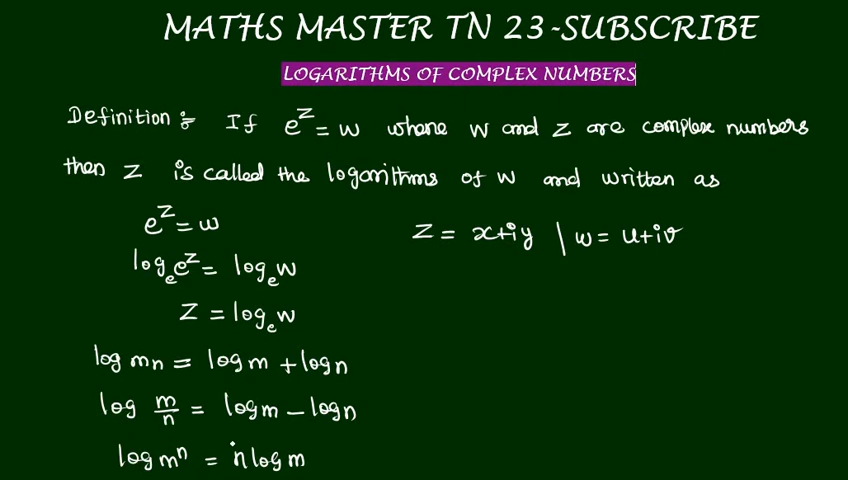 MATHS MASTER TN 23-SUBSCRIBE
LOGARITHMS OF COMPLEX NUMBERS
Definition :- If e^z = w where w and z are complex numbers
then z is called the logarithms of w and written as
e^z = w
z = x+iy | w = u+iv
log_e e^z = log_e w
z = log_e w
log mn = log m + log n
log m/n = log m − log n
log m^n = n log m